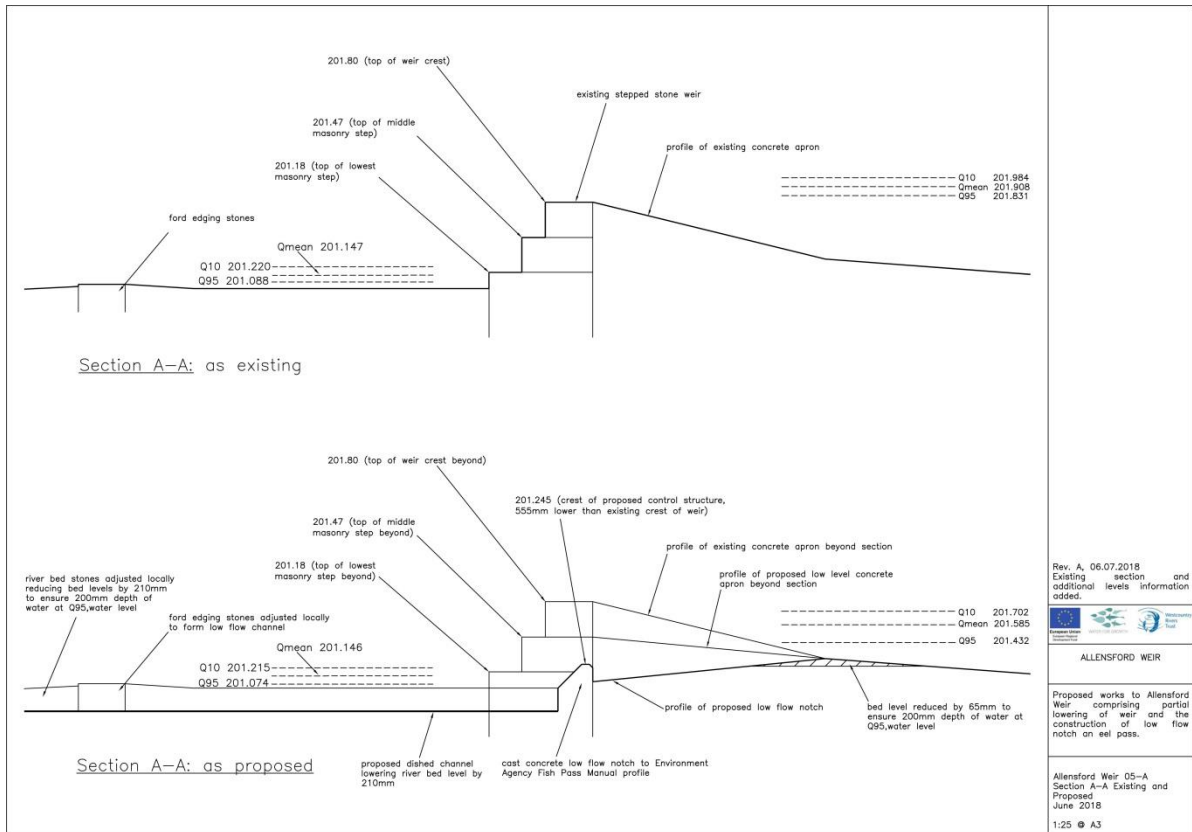 201.80 (top of weir crest)
existing stepped stone weir
201.47 (top of middle
masonry step)
profile of existing concrete apron
201.18 (top of lowest
masonry step)
Q10 201.984
Qmean 201.908
Q95 201.831
ford edging stones
Qmean 201.147
Q10 201.220
Q95 201.088
Section A-A: as existing
201.80 (top of weir crest beyond)
201.245 (crest of proposed control structure,
555mm lower than existing crest of weir)
201.47 (top of middle
masonry step beyond)
profile of existing concrete apron beyond section
201.18 (top of lowest
masonry step beyond)
profile of proposed low level concrete
apron beyond section
river bed stones adjusted locally
reducing bed levels by 210mm
to ensure 200mm depth of
water at Q95,water level
ford edging stones adjusted locally
to form low flow channel
Qmean 201.146
Q10 201.215
Q95 201.074
Q10 201.702
Qmean 201.585
Q95 201.432
profile of proposed low flow notch
bed level reduced by 65mm to
ensure 200mm depth of water at
Q95,water level
Section A-A: as proposed
proposed dished channel
lowering river bed level by
210mm
cast concrete low flow notch to Environment
Agency Fish Pass Manual profile
Rev. A, 06.07.2018
Existing section and
additional levels information
added.
European Union
Westcountry
Rivers
Trust
ALLENSFORD WEIR
Proposed works to Allensford
Weir comprising partial
lowering of weir and the
construction of low flow
notch an eel pass.
Allensford Weir 05-A
Section A-A Existing and
Proposed
June 2018
1:25 @ A3